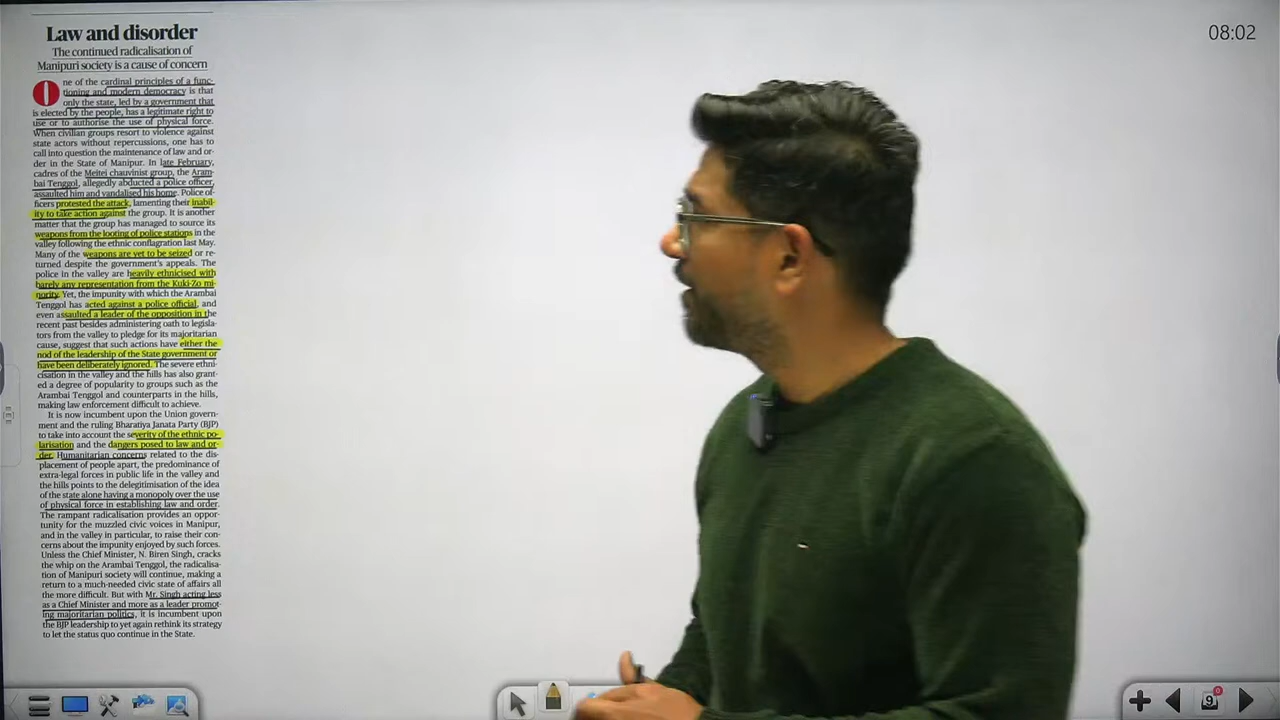 Law and disorder
The continued radicalisation of
Manipuri society is a cause of concern
One of the cardinal principles of a func-
tioning and modern democracy is that
only the state, led by a government that
is elected by the people, has a legitimate right to
use or to authorise the use of physical force.
When civilian groups resort to violence against
state actors without repercussions, one has to
call into question the maintenance of law and or-
der in the State of Manipur. In late February,
cadres of the Meitei chauvinist group, the Aram-
bai Tenggol, allegedly abducted a police officer,
assaulted him and vandalised his home. Police of-
ficers protested the attack, lamenting their inabil-
ity to take action against the group. It is another
matter that the group has managed to source its
weapons from the looting of police stations in the
valley following the ethnic conflagration last May.
Many of the weapons are yet to be seized or re-
turned despite the government's appeals. The
police in the valley are heavily ethnicised with
barely any representation from the Kuki-Zo mi-
nority. Yet, the impunity with which the Arambai
Tenggol has acted against a police official, and
even assaulted a leader of the opposition in the
recent past besides administering oath to legisla-
tors from the valley to pledge for its majoritarian
cause, suggest that such actions have either the
nod of the leadership of the State government or
have been deliberately ignored. The severe ethni-
cisation in the valley and the hills has also grant-
ed a degree of popularity to groups such as the
Arambai Tenggol and counterparts in the hills,
making law enforcement difficult to achieve.
It is now incumbent upon the Union govern-
ment and the ruling Bharatiya Janata Party (BJP)
to take into account the severity of the ethnic po-
larisation and the dangers posed to law and or-
der. Humanitarian concerns related to the dis-
placement of people apart, the predominance of
extra-legal forces in public life in the valley and
the hills points to the delegitimisation of the idea
of the state alone having a monopoly over the use
of physical force in establishing law and order.
The rampant radicalisation provides an oppor-
tunity for the muzzled civic voices in Manipur,
and in the valley in particular, to raise their con-
cerns about the impunity enjoyed by such forces.
Unless the Chief Minister, N. Biren Singh, cracks
the whip on the Arambai Tenggol, the radicalisa-
tion of Manipuri society will continue, making a
return to a much-needed civic state of affairs all
the more difficult. But with Mr. Singh acting less
as a Chief Minister and more as a leader promot-
ing majoritarian politics, it is incumbent upon
the BJP leadership to yet again rethink its strategy
to let the status quo continue in the State.
08:02
9
0